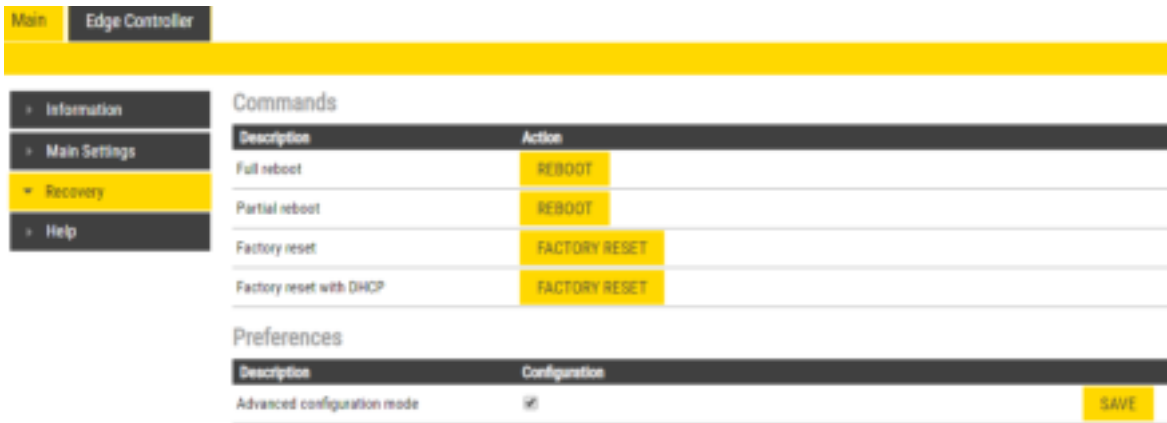 Main Edge Controller
Information
Main Settings
Recovery
Help
Commands
Description Action
Full reboot REBOOT
Partial reboot REBOOT
Factory reset FACTORY RESET
Factory reset with DHCP FACTORY RESET
Preferences
Description Configuration
Advanced configuration mode SAVE